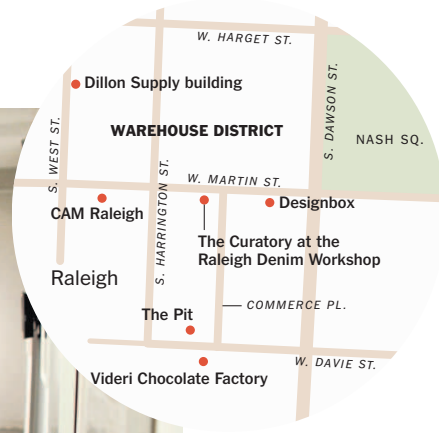 W. HARGET ST.
Dillon Supply building
S. DAWSON ST.
WAREHOUSE DISTRICT
NASH SQ.
S. WEST ST.
W. MARTIN ST.
CAM Raleigh
Designbox
S. HARRINGTON ST.
The Curatory at the
Raleigh Denim Workshop
Raleigh
COMMERCE PL.
The Pit
W. DAVIE ST.
Videri Chocolate Factory